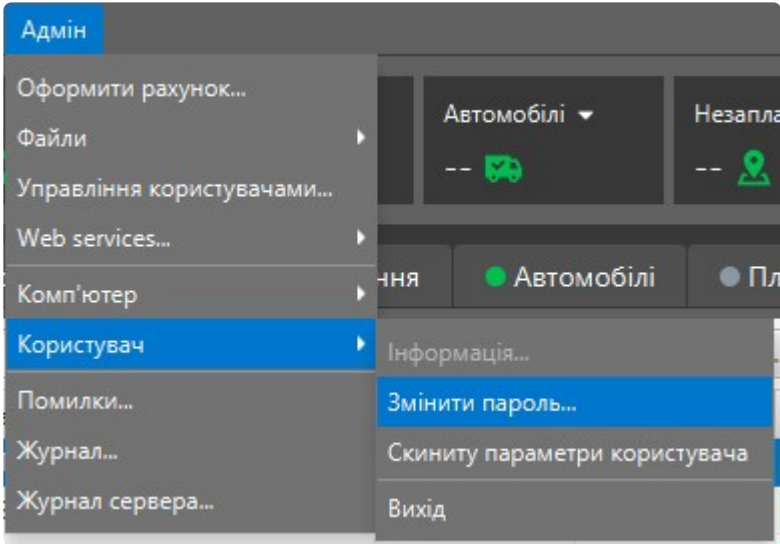 Адмін
Оформити рахунок...
Файли
Управління користувачами...
Web services...
Комп'ютер
Користувач
Помилки...
Журнал...
Журнал сервера...
Автомобілі
--
Незапла
--
ння
Автомобілі
Пл
Інформація...
Змінити пароль...
Скиниту параметри користувача
Вихід